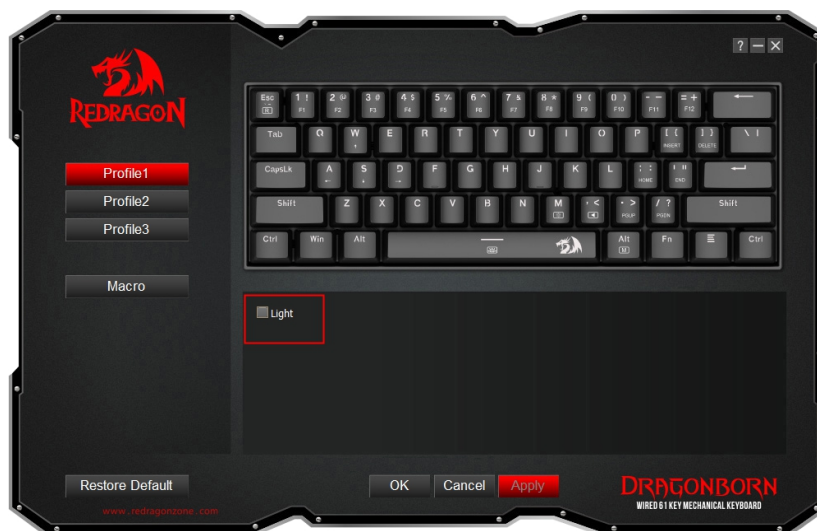 ? — ×
REDRAGON
Esc 1 ! 2 @ 3 # 4 $ 5 % 6 ^ 7 & 8 * 9 ( 0 ) - – = +
R F1 F2 F3 F4 F5 F6 F7 F8 F9 F10 F11 F12
Tab Q W E R T Y U I O P [ { ] } \ |
INSERT DELETE
CapsLk A S D F G H J K L ; : ' "
HOME END
Shift Z X C V B N M , < . > / ? Shift
PGUP PGDN
Ctrl Win Alt Alt Fn Ctrl
Profile1
Profile2
Profile3
Macro
Light
Restore Default
OK Cancel Apply
www.redragonzone.com
DRAGONBORN
WIRED 61 KEY MECHANICAL KEYBOARD